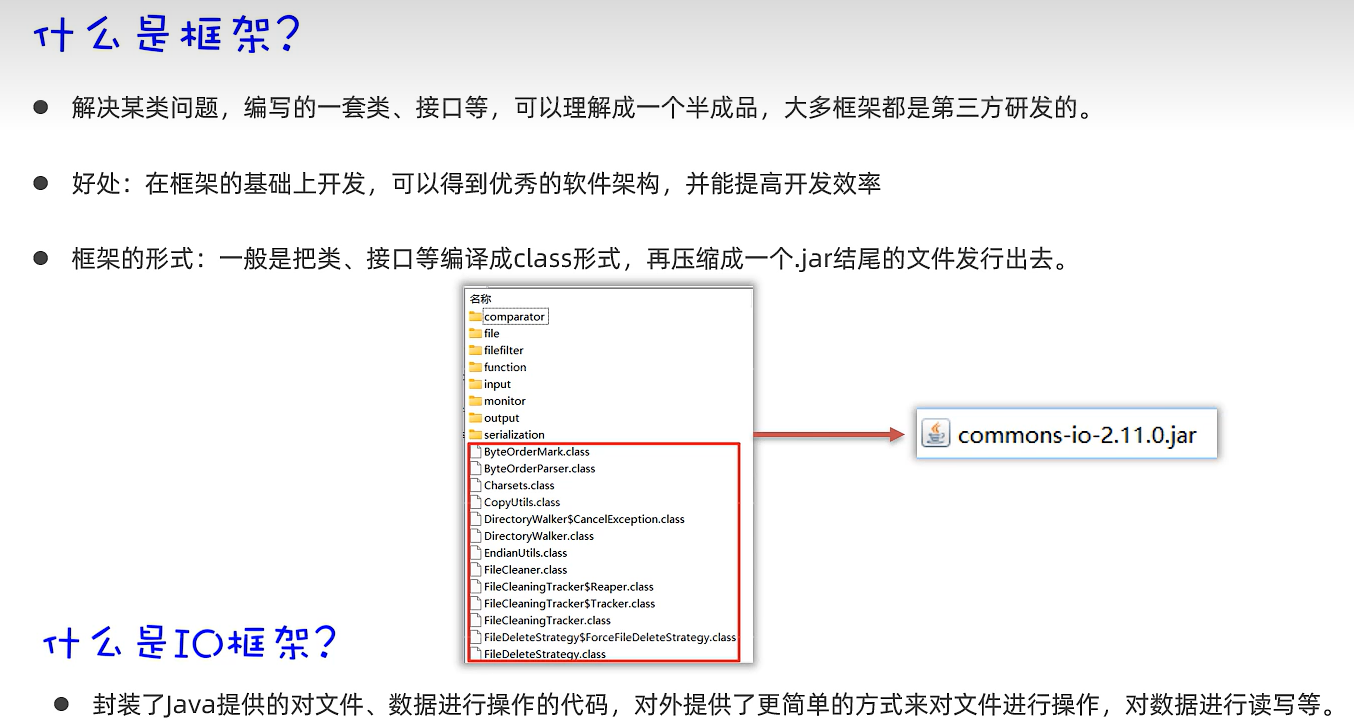 什么是框架?
● 解决某类问题，编写的一套类、接口等，可以理解成一个半成品，大多框架都是第三方研发的。
● 好处：在框架的基础上开发，可以得到优秀的软件架构，并能提高开发效率
● 框架的形式：一般是把类、接口等编译成class形式，再压缩成一个.jar结尾的文件发行出去。
名称
comparator
file
filefilter
function
input
monitor
output
serialization
ByteOrderMark.class
ByteOrderParser.class
Charsets.class
CopyUtils.class
DirectoryWalker$CancelException.class
DirectoryWalker.class
EndianUtils.class
FileCleaner.class
FileCleaningTracker$Reaper.class
FileCleaningTracker$Tracker.class
FileCleaningTracker.class
FileDeleteStrategy$ForceFileDeleteStrategy.class
FileDeleteStrategy.class
commons-io-2.11.0.jar
什么是IO框架?
● 封装了Java提供的对文件、数据进行操作的代码，对外提供了更简单的方式来对文件进行操作，对数据进行读写等。